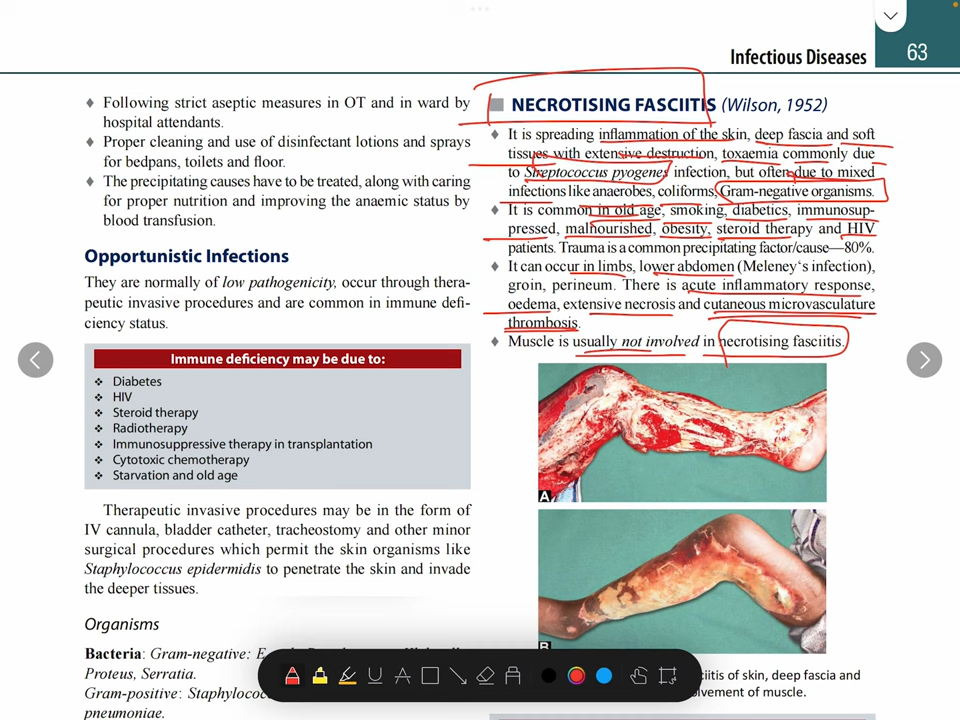 Infectious Diseases 63
♦ Following strict aseptic measures in OT and in ward by
hospital attendants.
♦ Proper cleaning and use of disinfectant lotions and sprays
for bedpans, toilets and floor.
♦ The precipitating causes have to be treated, along with caring
for proper nutrition and improving the anaemic status by
blood transfusion.
Opportunistic Infections
They are normally of low pathogenicity, occur through thera-
peutic invasive procedures and are common in immune defi-
ciency status.
Immune deficiency may be due to:
❖ Diabetes
❖ HIV
❖ Steroid therapy
❖ Radiotherapy
❖ Immunosuppressive therapy in transplantation
❖ Cytotoxic chemotherapy
❖ Starvation and old age
Therapeutic invasive procedures may be in the form of
IV cannula, bladder catheter, tracheostomy and other minor
surgical procedures which permit the skin organisms like
Staphylococcus epidermidis to penetrate the skin and invade
the deeper tissues.
Organisms
Bacteria: Gram-negative: E.
Proteus, Serratia.
Gram-positive:
pneumoniae.
■ NECROTISING FASCIITIS (Wilson, 1952)
♦ It is spreading inflammation of the skin, deep fascia and soft
tissues with extensive destruction, toxaemia commonly due
to Streptococcus pyogenes infection, but often due to mixed
infections like anaerobes, coliforms, Gram-negative organisms.
♦ It is common in old age, smoking, diabetics, immunosup-
pressed, malnourished, obesity, steroid therapy and HIV
patients. Trauma is a common precipitating factor/cause—80%.
♦ It can occur in limbs, lower abdomen (Meleney's infection),
groin, perineum. There is acute inflammatory response,
oedema, extensive necrosis and cutaneous microvasculature
thrombosis.
♦ Muscle is usually not involved in necrotising fasciitis.
A
B
of skin, deep fascia and
of muscle.